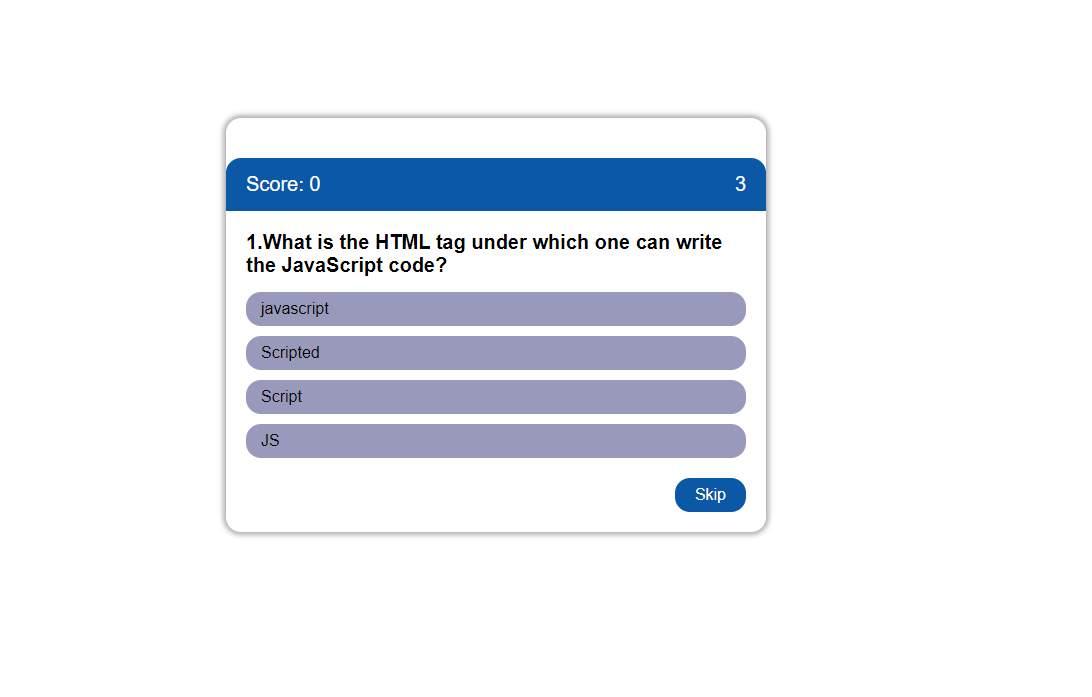 Score: 0 3
1.What is the HTML tag under which one can write
the JavaScript code?
javascript
Scripted
Script
JS
Skip